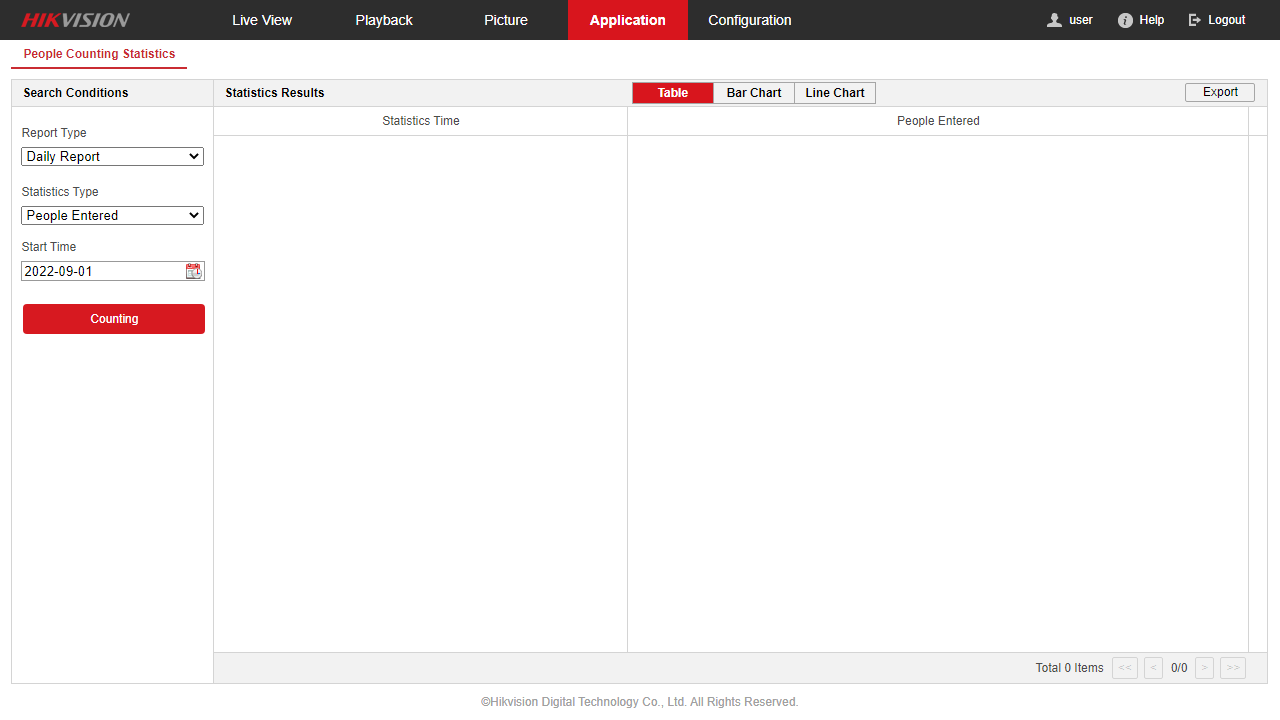 HIKVISION Live View Playback Picture Application Configuration user Help Logout
People Counting Statistics
Search Conditions Statistics Results Table Bar Chart Line Chart Export
Statistics Time People Entered
Report Type
Daily Report
Statistics Type
People Entered
Start Time
2022-09-01
Counting
Total 0 Items << < 0/0 > >>
©Hikvision Digital Technology Co., Ltd. All Rights Reserved.